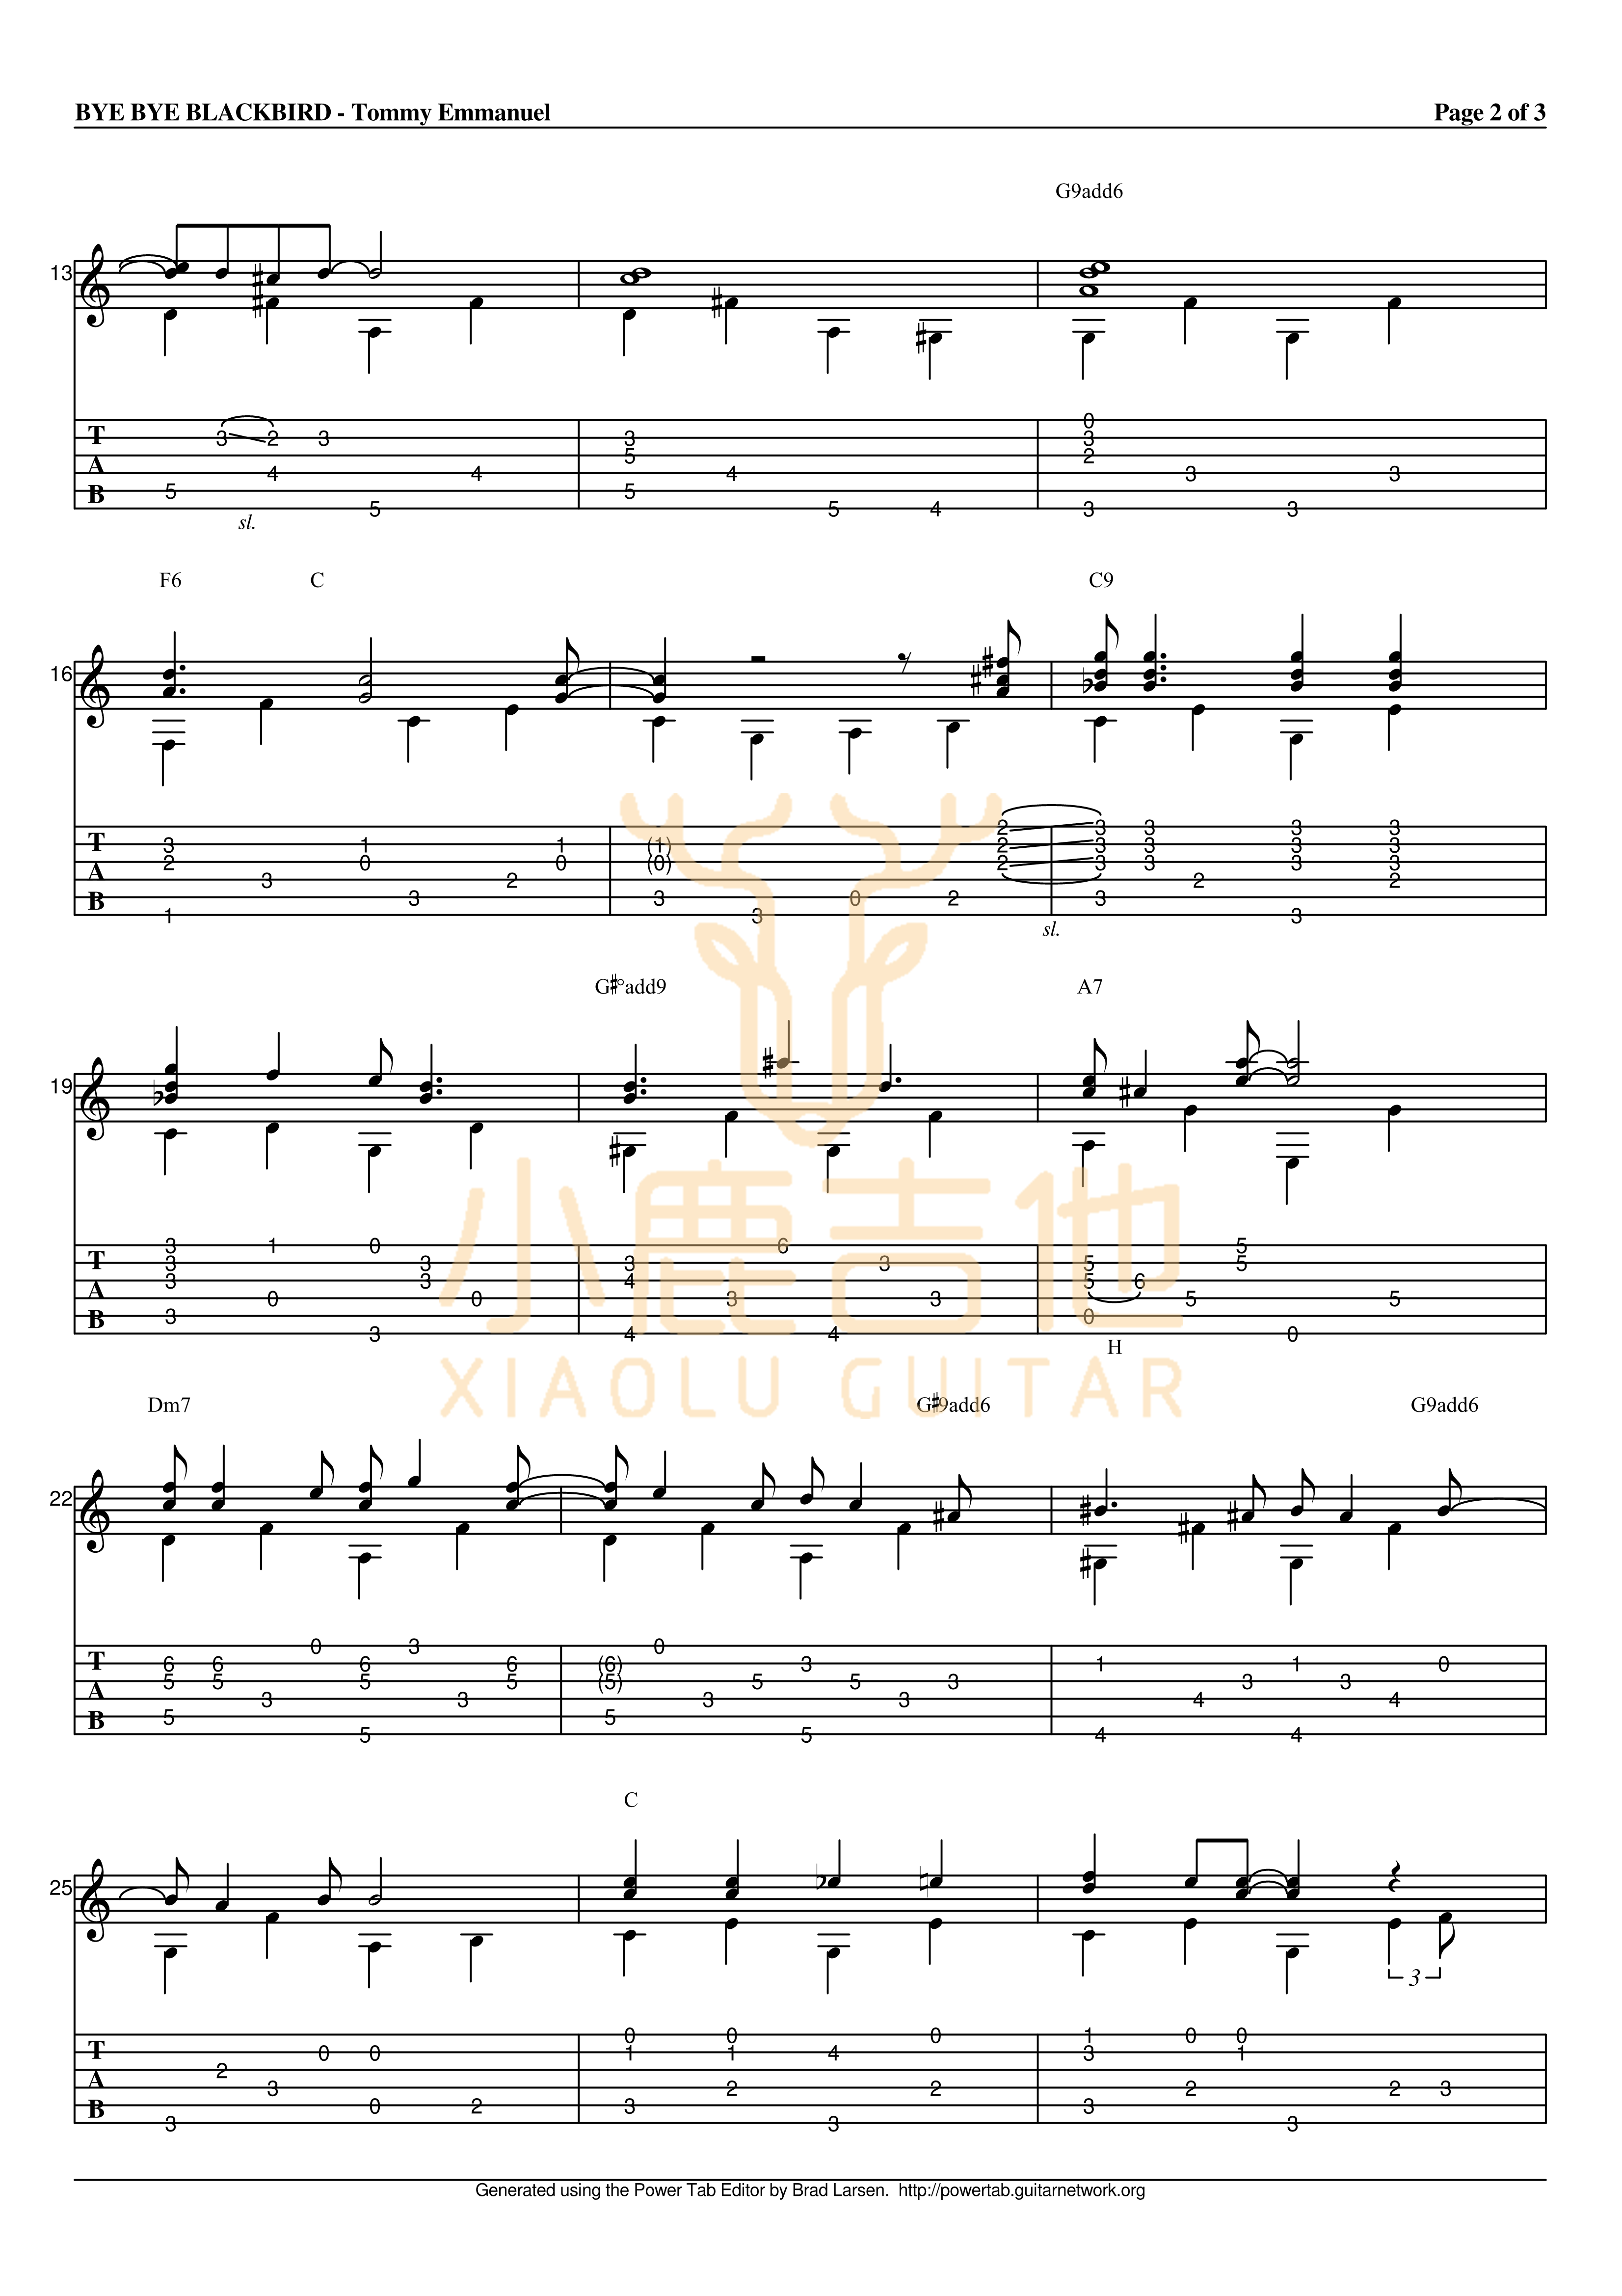 BYE BYE BLACKBIRD - Tommy Emmanuel Page 2 of 3
G9add6
13
T 3 2 3 3 0 3
A 4 4 5 4 2 3 3
B 5 5 5 5 4 3 3
sl.
F6 C C9
16
T 3 1 1 (1) 2 2 3 3 3 3 3 3 3 3
A 2 3 0 2 0 (0) 2 3 3 2 3 3 2
B 1 3 3 3 0 2 3 3
sl.
G#°add9 A7
19
T 3 3 1 0 3 3 6 3 5 5 5
A 3 0 3 0 4 3 3 5 6 5 5
B 3 3 4 4 0 0
H
小鹿吉他
XIAOLU GUITAR
Dm7 G#9add6 G9add6
22
T 6 6 0 6 3 6 (6) 0 3 1 1 0
A 5 5 3 5 3 5 (5) 3 5 5 3 3 4 3 3 4
B 5 5 5 5 4 4
C
25
T 0 0 0 1 0 1 4 0 1 3 0 0 1
A 2 3 2 2 2 2 3
B 3 0 2 3 3 3 3
3
Generated using the Power Tab Editor by Brad Larsen. http://powertab.guitarnetwork.org